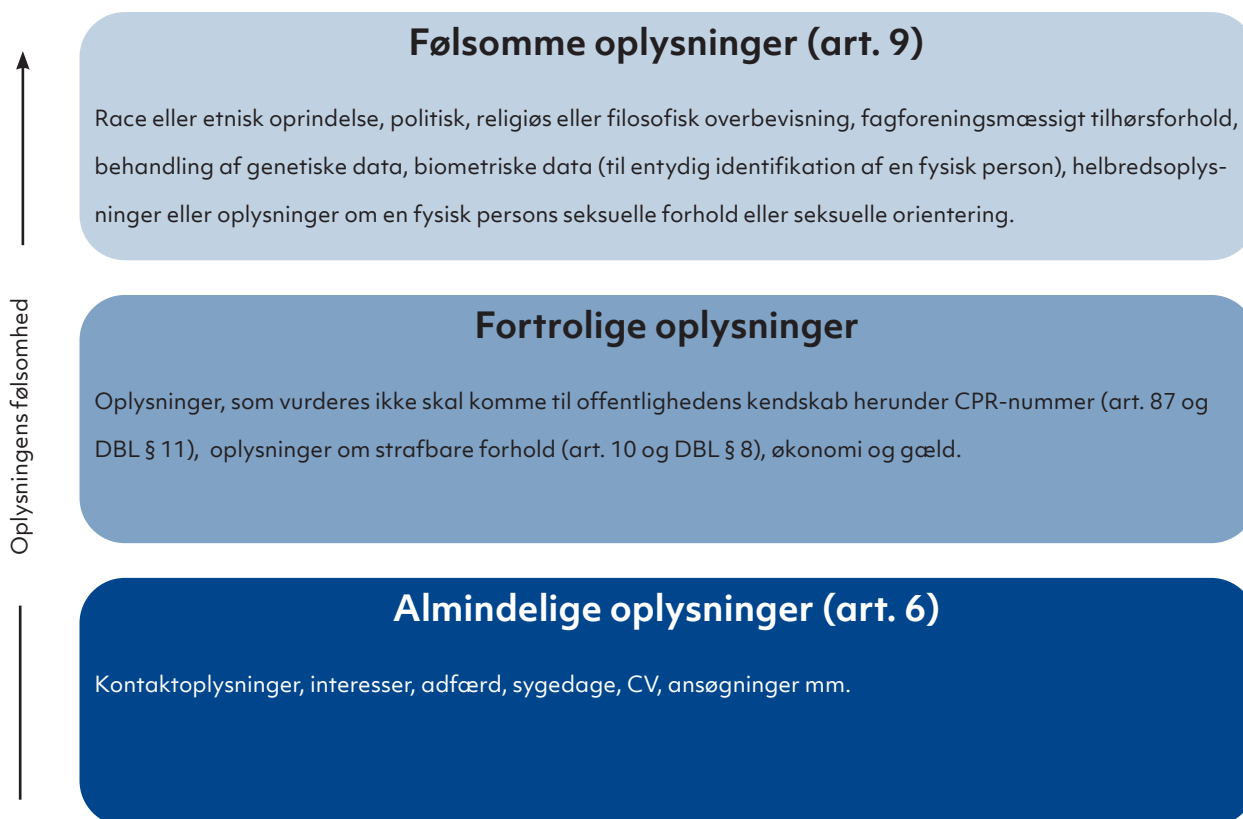 Følsomme oplysninger (art. 9)
Race eller etnisk oprindelse, politisk, religiøs eller filosofisk overbevisning, fagforeningsmæssigt tilhørsforhold,
behandling af genetiske data, biometriske data (til entydig identifikation af en fysisk person), helbredsoplys-
ninger eller oplysninger om en fysisk persons seksuelle forhold eller seksuelle orientering.
Oplysningens følsomhed
Fortrolige oplysninger
Oplysninger, som vurderes ikke skal komme til offentlighedens kendskab herunder CPR-nummer (art. 87 og
DBL § 11),  oplysninger om strafbare forhold (art. 10 og DBL § 8), økonomi og gæld.
Almindelige oplysninger (art. 6)
Kontaktoplysninger, interesser, adfærd, sygedage, CV, ansøgninger mm.